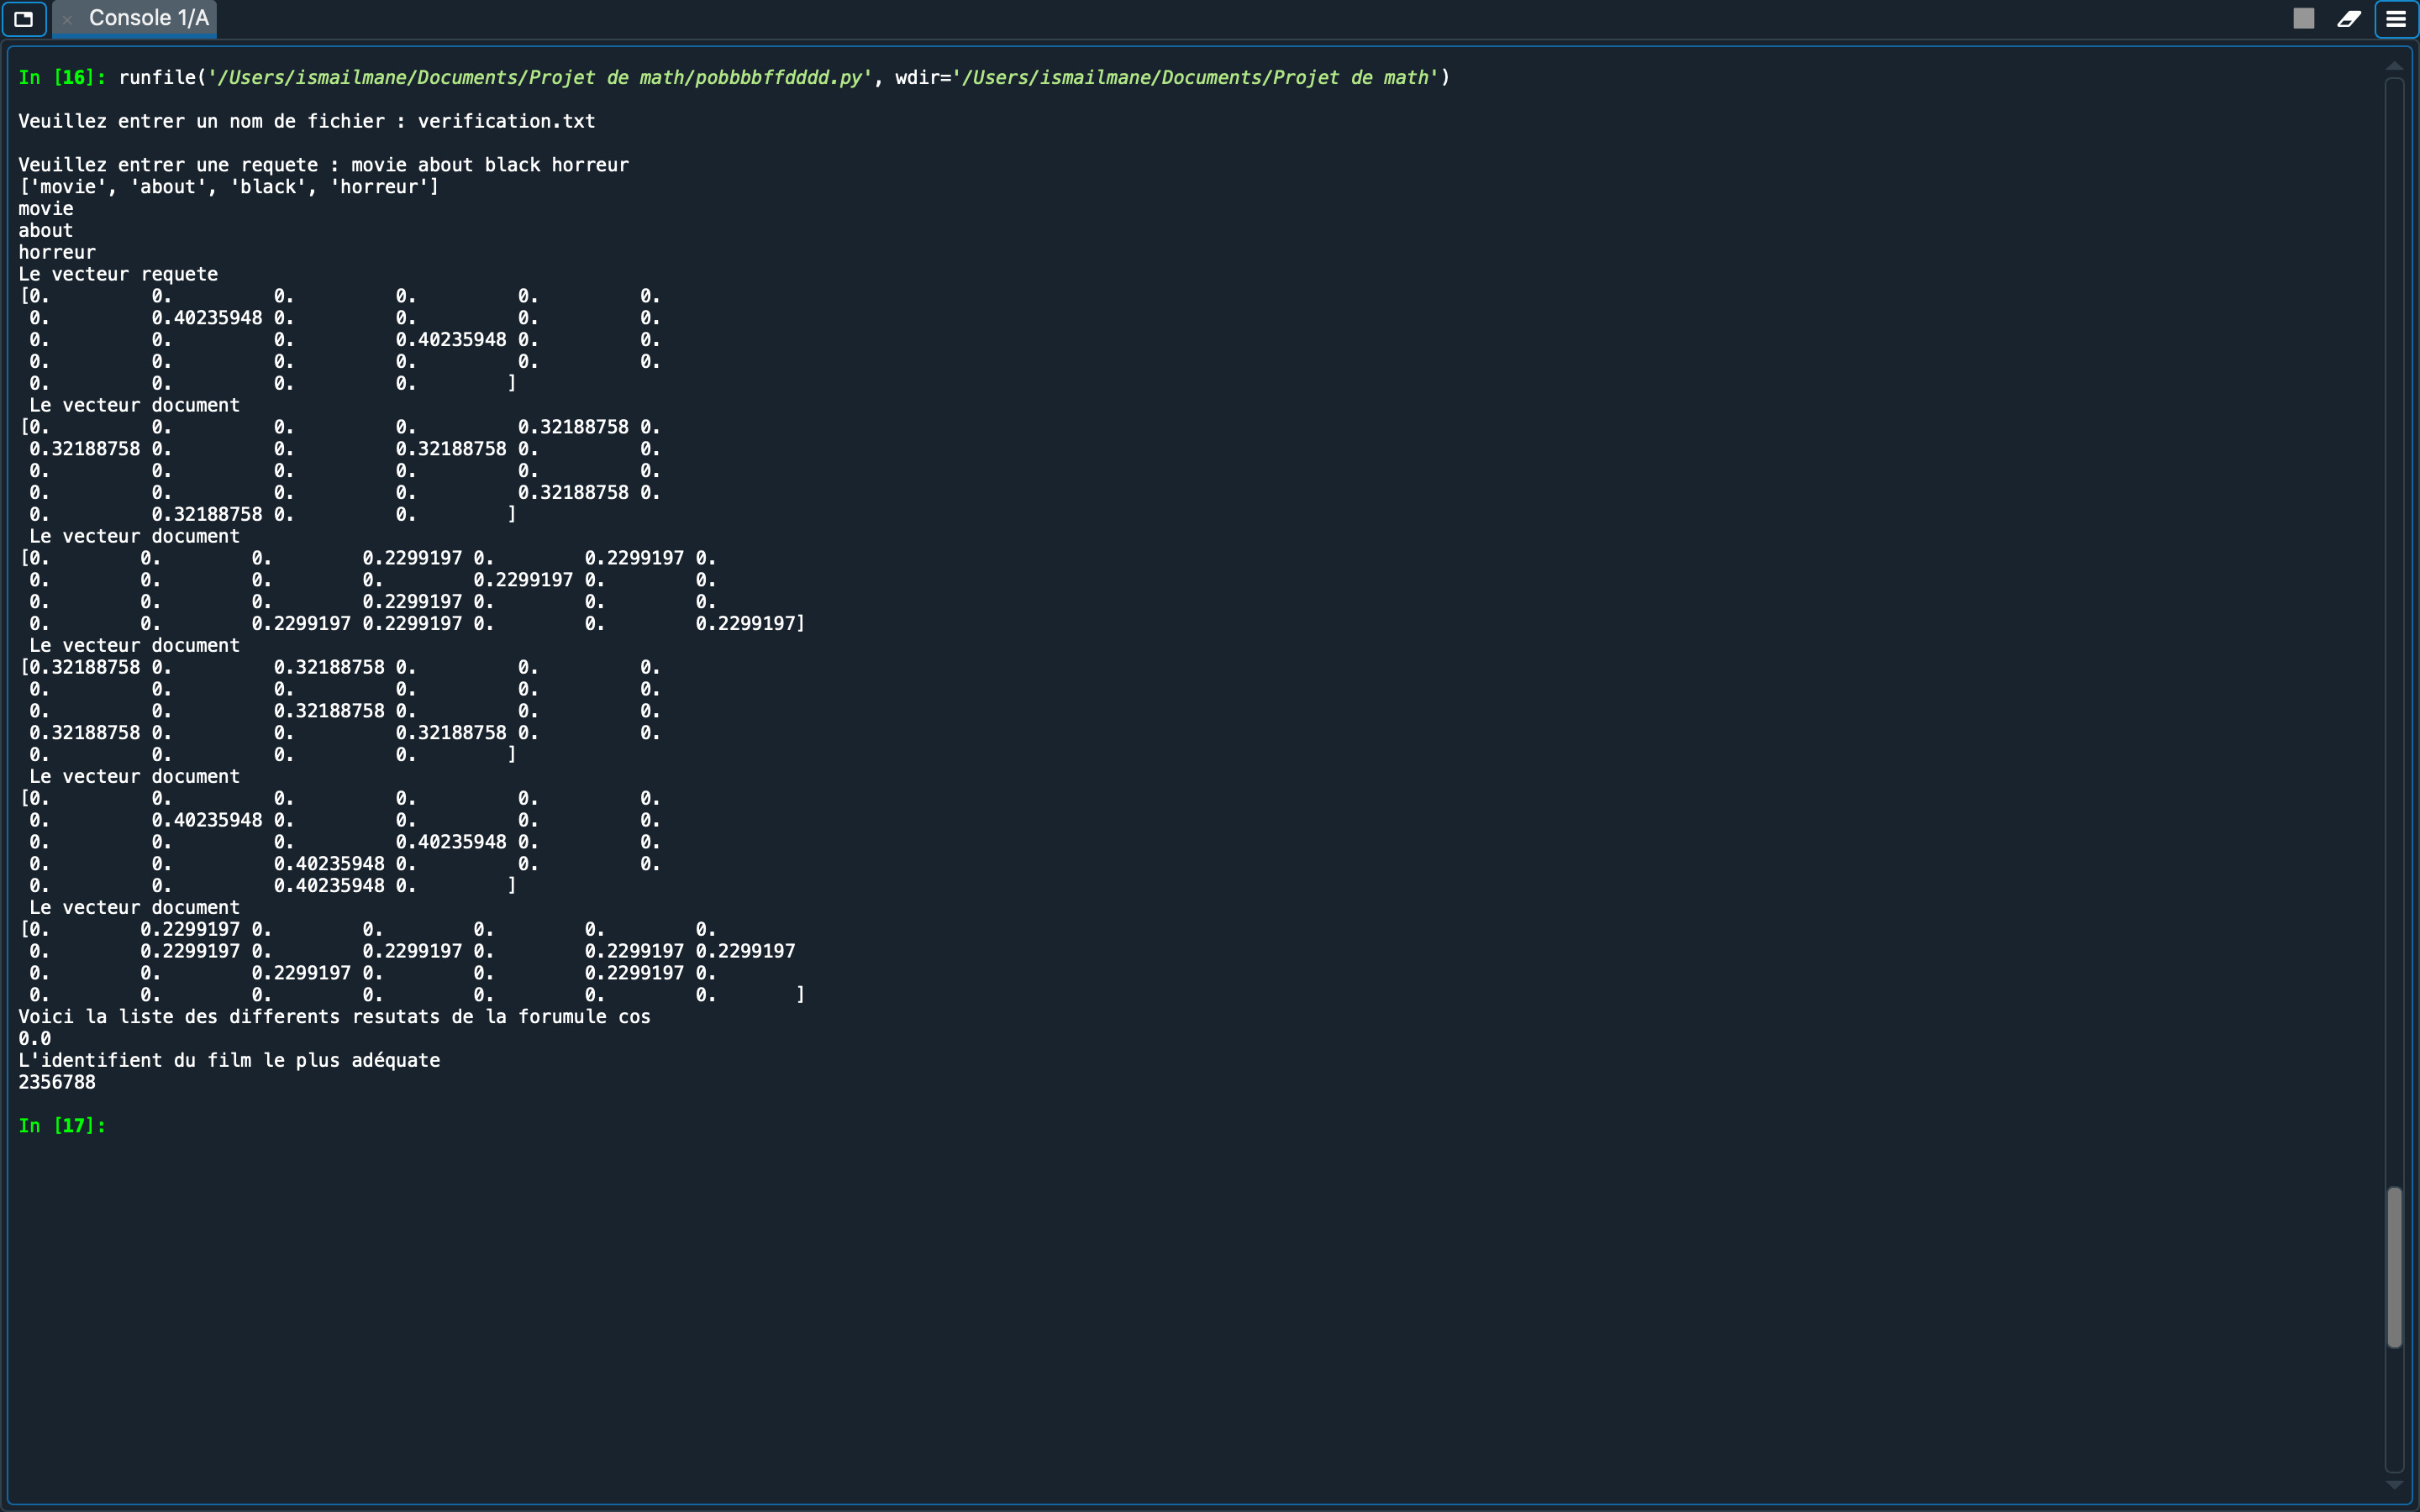 Console 1/A
In [16]: runfile('/Users/ismailmane/Documents/Projet de math/pobbbbffdddd.py', wdir='/Users/ismailmane/Documents/Projet de math')
Veuillez entrer un nom de fichier : verification.txt
Veuillez entrer une requete : movie about black horreur
['movie', 'about', 'black', 'horreur']
movie
about
horreur
Le vecteur requete
[0. 0. 0. 0. 0. 0.
0. 0.40235948 0. 0. 0. 0.
0. 0. 0. 0.40235948 0. 0.
0. 0. 0. 0. 0. 0.
0. 0. 0. 0. ]
Le vecteur document
[0. 0. 0. 0. 0.32188758 0.
0.32188758 0. 0. 0.32188758 0. 0.
0. 0. 0. 0. 0. 0.
0. 0. 0. 0. 0.32188758 0.
0. 0.32188758 0. 0. ]
Le vecteur document
[0. 0. 0. 0.2299197 0. 0.2299197 0.
0. 0. 0. 0. 0.2299197 0. 0.
0. 0. 0. 0.2299197 0. 0. 0.
0. 0. 0.2299197 0.2299197 0. 0. 0.2299197]
Le vecteur document
[0.32188758 0. 0.32188758 0. 0. 0.
0. 0. 0. 0. 0. 0.
0. 0. 0.32188758 0. 0. 0.
0.32188758 0. 0. 0.32188758 0. 0.
0. 0. 0. 0. ]
Le vecteur document
[0. 0. 0. 0. 0. 0.
0. 0.40235948 0. 0. 0. 0.
0. 0. 0. 0.40235948 0. 0.
0. 0. 0.40235948 0. 0. 0.
0. 0. 0.40235948 0. ]
Le vecteur document
[0. 0.2299197 0. 0. 0. 0. 0.
0. 0.2299197 0. 0.2299197 0. 0.2299197 0.2299197
0. 0. 0.2299197 0. 0. 0.2299197 0.
0. 0. 0. 0. 0. 0. 0. ]
Voici la liste des differents resutats de la forumule cos
0.0
L'identifient du film le plus adéquate
2356788
In [17]: